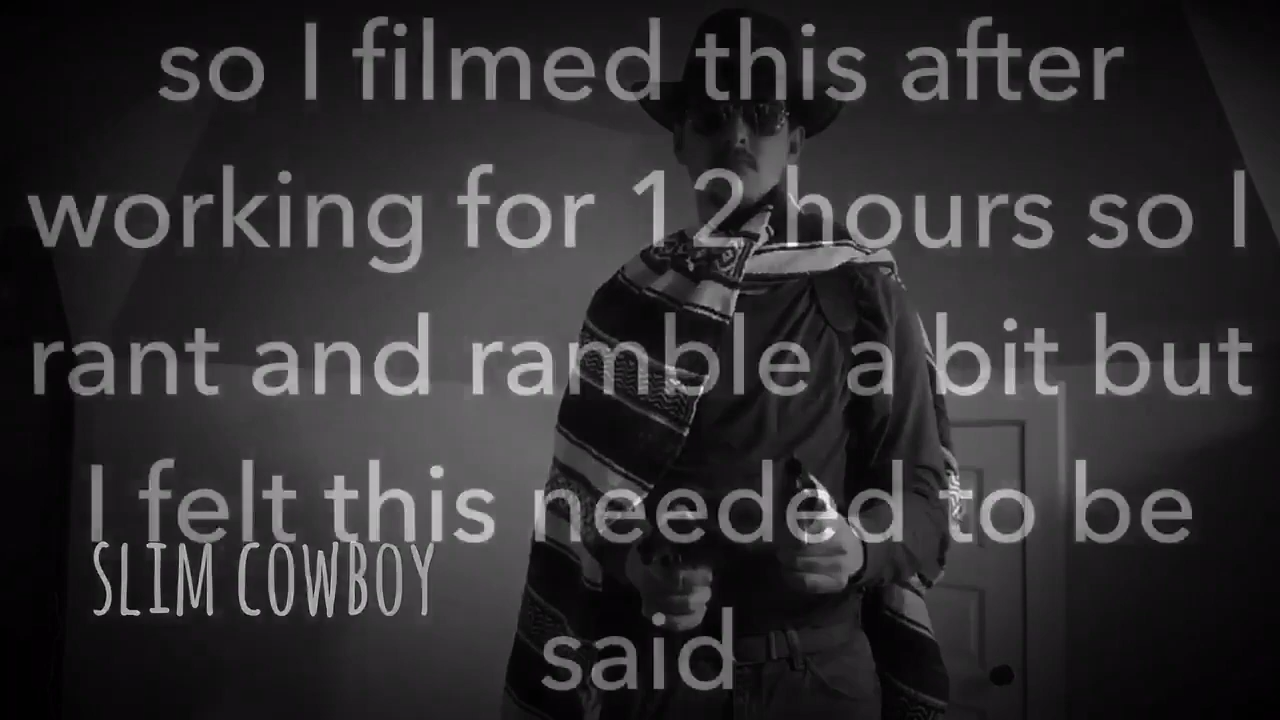 so I filmed this after
working for 12 hours so I
rant and ramble a bit but
I felt this needed to be
SLIM COWBOY
said